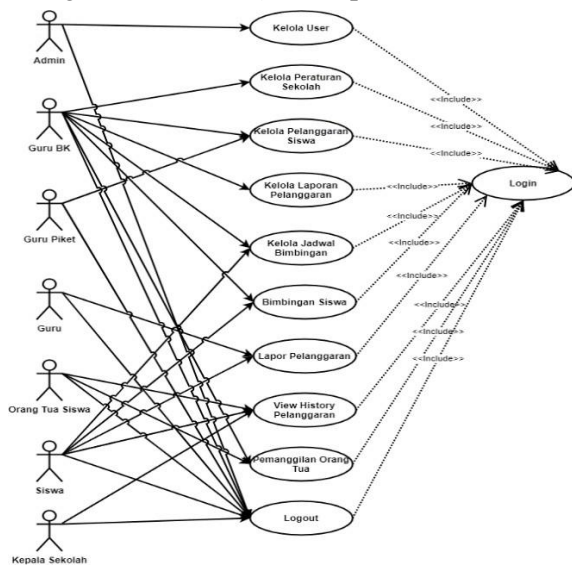 Admin
Guru BK
Guru Piket
Guru
Orang Tua Siswa
Siswa
Kepala Sekolah
Kelola User
Kelola Peraturan
Sekolah
Kelola Pelanggaran
Siswa
Kelola Laporan
Pelanggaran
Kelola Jadwal
Bimbingan
Bimbingan Siswa
Lapor Pelanggaran
View History
Pelanggaran
Pemanggilan Orang
Tua
Logout
<<Include>>
<<Include>>
<<Include>>
<<Include>>
<<Include>>
<<Include>>
<<Include>>
<<Include>>
<<Include>>
<<Include>>
Login